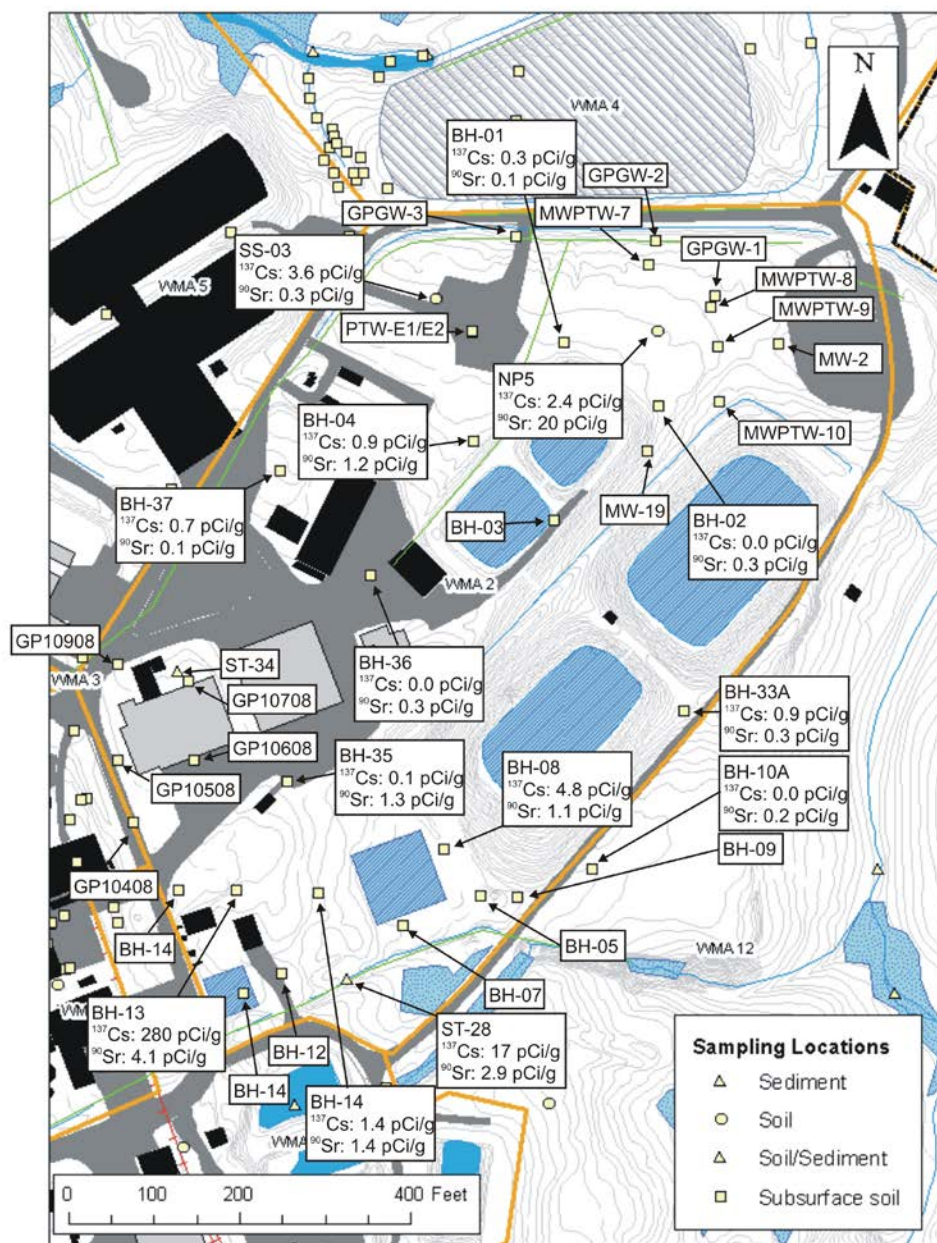 N
WMA 4
BH-01
¹³⁷Cs: 0.3 pCi/g
⁹⁰Sr: 0.1 pCi/g
GPGW-2
GPGW-3
MWPTW-7
SS-03
¹³⁷Cs: 3.6 pCi/g
⁹⁰Sr: 0.3 pCi/g
GPGW-1
MWPTW-8
WMA 5
MWPTW-9
PTW-E1/E2
MW-2
NP5
¹³⁷Cs: 2.4 pCi/g
⁹⁰Sr: 20 pCi/g
BH-04
¹³⁷Cs: 0.9 pCi/g
⁹⁰Sr: 1.2 pCi/g
MWPTW-10
BH-37
¹³⁷Cs: 0.7 pCi/g
⁹⁰Sr: 0.1 pCi/g
BH-03
MW-19
BH-02
¹³⁷Cs: 0.0 pCi/g
⁹⁰Sr: 0.3 pCi/g
WMA 2
GP10908
WMA 3
ST-34
GP10708
BH-36
¹³⁷Cs: 0.0 pCi/g
⁹⁰Sr: 0.3 pCi/g
BH-33A
¹³⁷Cs: 0.9 pCi/g
⁹⁰Sr: 0.3 pCi/g
GP10608
GP10508
BH-35
¹³⁷Cs: 0.1 pCi/g
⁹⁰Sr: 1.3 pCi/g
BH-08
¹³⁷Cs: 4.8 pCi/g
⁹⁰Sr: 1.1 pCi/g
BH-10A
¹³⁷Cs: 0.0 pCi/g
⁹⁰Sr: 0.2 pCi/g
BH-09
GP10408
BH-14
BH-05
WMA 12
BH-07
BH-13
¹³⁷Cs: 280 pCi/g
⁹⁰Sr: 4.1 pCi/g
BH-12
BH-14
ST-28
¹³⁷Cs: 17 pCi/g
⁹⁰Sr: 2.9 pCi/g
BH-14
¹³⁷Cs: 1.4 pCi/g
⁹⁰Sr: 1.4 pCi/g
Sampling Locations
Sediment
Soil
Soil/Sediment
Subsurface soil
0 100 200 400 Feet